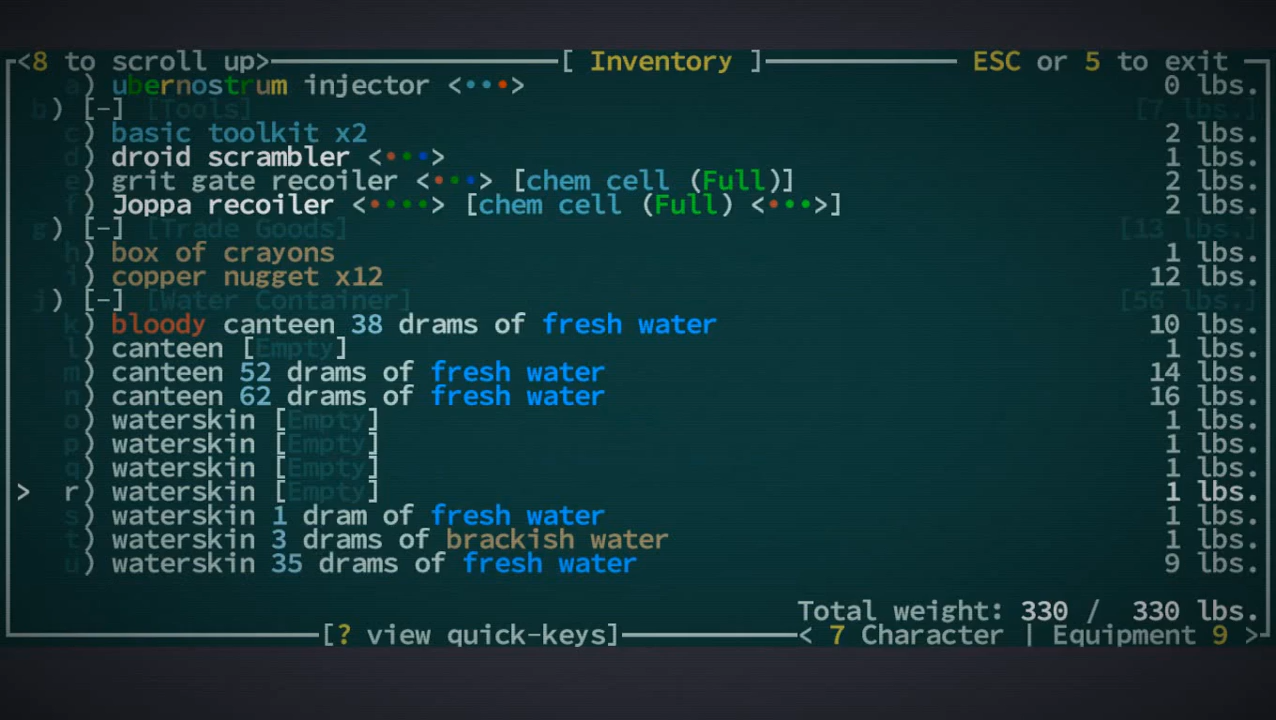 <8 to scroll up> [ Inventory ] ESC or 5 to exit
a) ubernostrum injector <•••> 0 lbs.
b) [-] [Tools] [7 lbs.]
c) basic toolkit x2 2 lbs.
d) droid scrambler <•••> 1 lbs.
e) grit gate recoiler <•••> [chem cell (Full)] 2 lbs.
f) Joppa recoiler <••••> [chem cell (Full) <•••>] 2 lbs.
g) [-] [Trade Goods] [13 lbs.]
h) box of crayons 1 lbs.
i) copper nugget x12 12 lbs.
j) [-] [Water Container] [56 lbs.]
k) bloody canteen 38 drams of fresh water 10 lbs.
l) canteen [Empty] 1 lbs.
m) canteen 52 drams of fresh water 14 lbs.
n) canteen 62 drams of fresh water 16 lbs.
o) waterskin [Empty] 1 lbs.
p) waterskin [Empty] 1 lbs.
q) waterskin [Empty] 1 lbs.
> r) waterskin [Empty] 1 lbs.
s) waterskin 1 dram of fresh water 1 lbs.
t) waterskin 3 drams of brackish water 1 lbs.
u) waterskin 35 drams of fresh water 9 lbs.
Total weight: 330 / 330 lbs.
[? view quick-keys] < 7 Character | Equipment 9 >